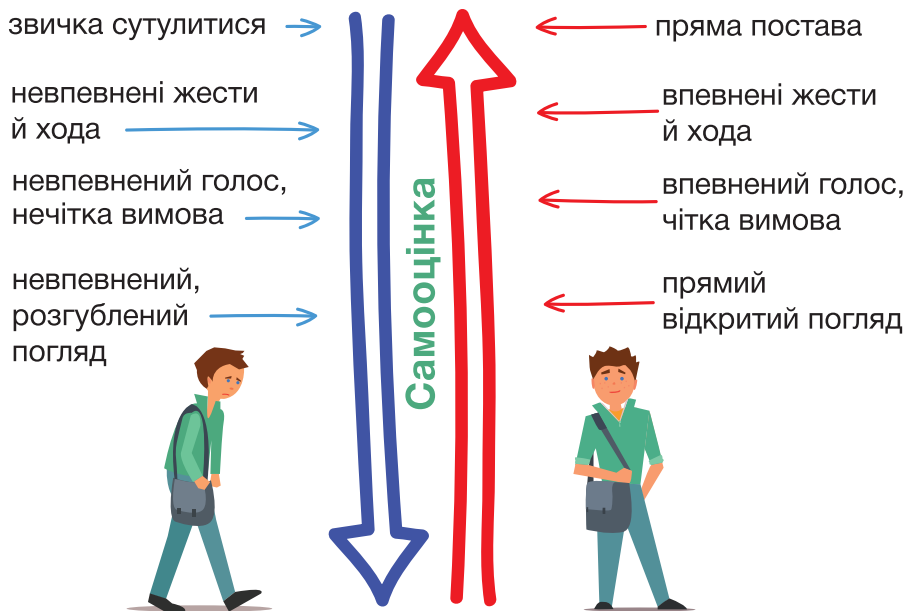 звичка сутулитися
невпевнені жести
й хода
невпевнений голос,
нечітка вимова
невпевнений,
розгублений
погляд
Самооцінка
пряма постава
впевнені жести
й хода
впевнений голос,
чітка вимова
прямий
відкритий погляд